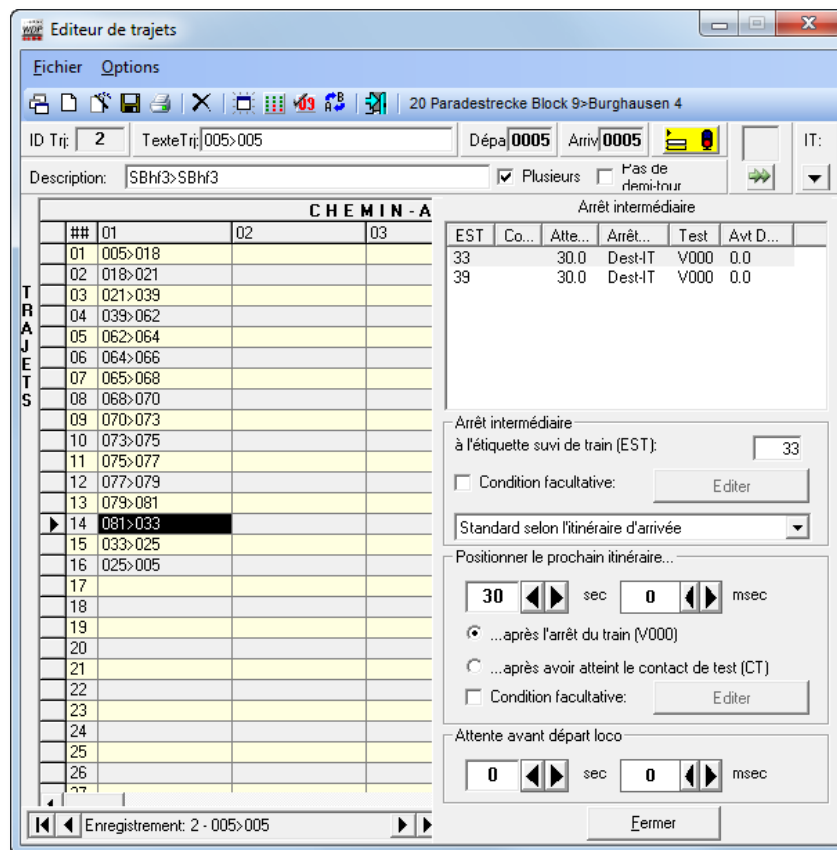 WDP Editeur de trajets
Fichier Options
20 Paradestrecke Block 9>Burghausen 4
ID Trj: 2 TexteTrj: 005>005 Dépa 0005 Arriv 0005 IT:
Description: SBhf3>SBhf3 Plusieurs Pas de demi-tour
CHEMIN-A
TRAJETS
## 01 02 03
01 005>018
02 018>021
03 021>039
04 039>062
05 062>064
06 064>066
07 065>068
08 068>070
09 070>073
10 073>075
11 075>077
12 077>079
13 079>081
14 081>033
15 033>025
16 025>005
17
18
19
20
21
22
23
24
25
26
27
Enregistrement: 2 - 005>005
Arrêt intermédiaire
EST Co... Atte... Arrêt... Test Avt D...
33 30.0 Dest-IT V000 0.0
39 30.0 Dest-IT V000 0.0
Arrêt intermédiaire
à l'étiquette suivi de train (EST): 33
Condition facultative: Editer
Standard selon l'itinéraire d'arrivée
Positionner le prochain itinéraire...
30 sec 0 msec
...après l'arrêt du train (V000)
...après avoir atteint le contact de test (CT)
Condition facultative: Editer
Attente avant départ loco
0 sec 0 msec
Fermer